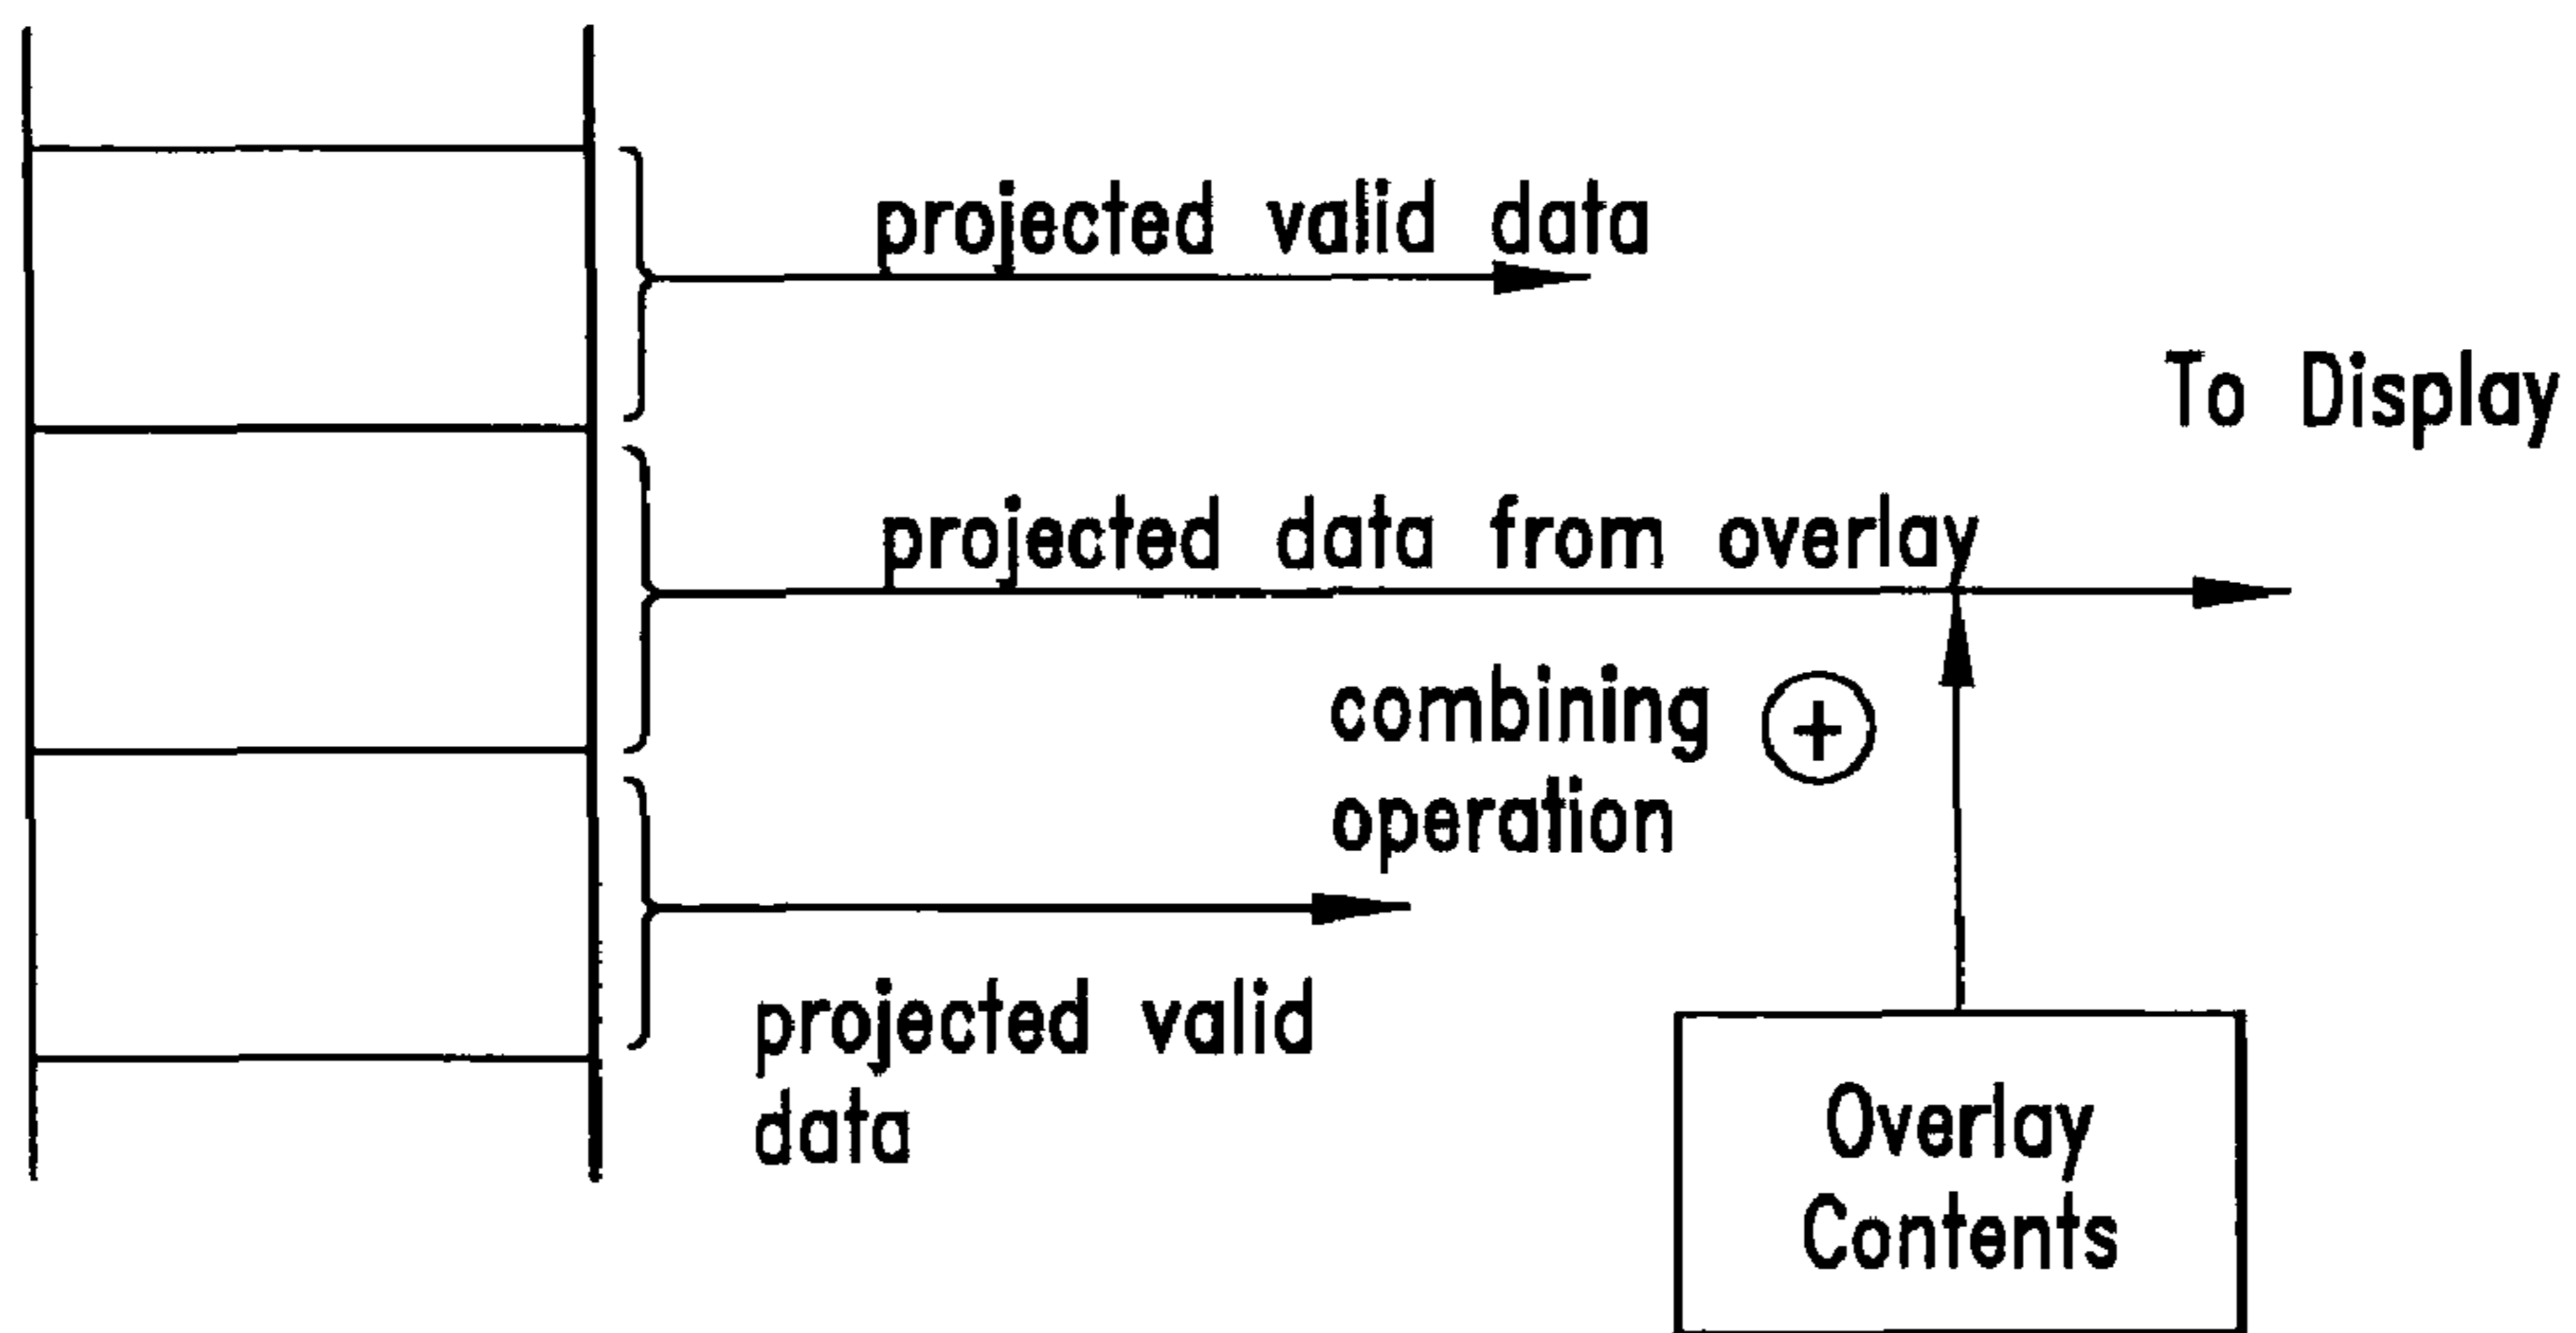 projected valid data
To Display
projected data from overlay
combining
operation
+
projected valid
data
Overlay
Contents